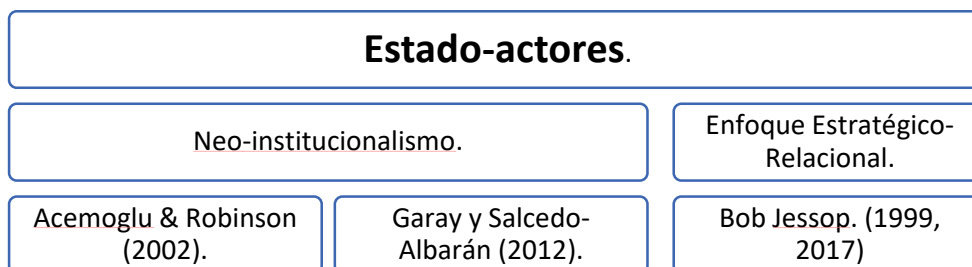 Estado-actores.
Neo-institucionalismo.
Enfoque Estratégico-
Relacional.
Acemoglu & Robinson
(2002).
Garay y Salcedo-
Albarán (2012).
Bob Jessop. (1999,
2017)